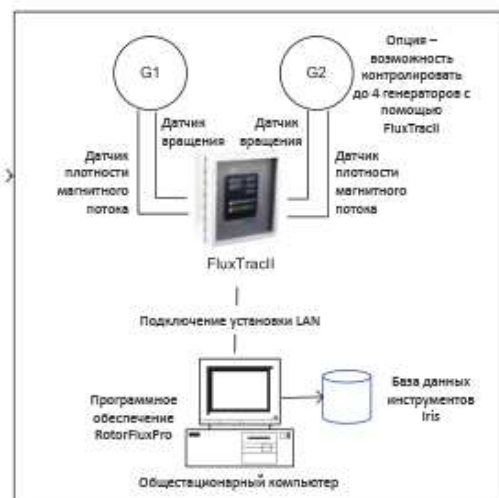 G1
G2
Опция –
возможность
контролировать
до 4 генераторов с
помощью
FluxTracII
Датчик
вращения
Датчик
вращения
Датчик
плотности
магнитного
потока
Датчик
плотности
магнитного
потока
FluxTracII
Подключение установки LAN
Программное
обеспечение
RotorFluxPro
База данных
инструментов
Iris
Общестационарный компьютер